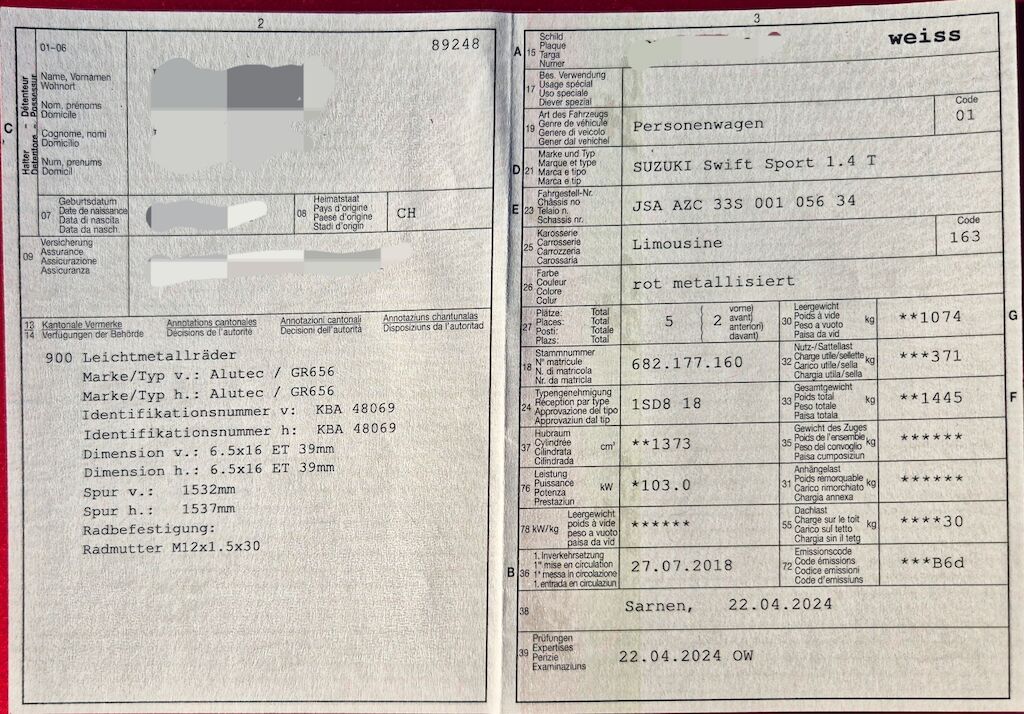 2
01-06
89248
Halter - Détenteur
Detentore - Possessur
C
Name, Vornamen
Wohnort
Nom, prénoms
Domicile
Cognome, nomi
Domicilio
Num, prenums
Domicil
07
Geburtsdatum
Date de naissance
Data di nascita
Data da nasch.
08
Heimatstaat
Pays d'origine
Paese d'origine
Stadi d'origin
CH
09
Versicherung
Assurance
Assicurazione
Assicuranza
13
14
Kantonale Vermerke
Verfügungen der Behörde
Annotations cantonales
Décisions de l'autorité
Annotazioni cantonali
Decisioni dell'autorità
Annotaziuns chantunalas
Disposiziuns da l'autoritad
900 Leichtmetallräder
Marke/Typ v.: Alutec / GR656
Marke/Typ h.: Alutec / GR656
Identifikationsnummer v: KBA 48069
Identifikationsnummer h: KBA 48069
Dimension v.: 6.5x16 ET 39mm
Dimension h.: 6.5x16 ET 39mm
Spur v.: 1532mm
Spur h.: 1537mm
Radbefestigung:
Radmutter M12x1.5x30
3
A
15
Schild
Plaque
Targa
Numer
weiss
17
Bes. Verwendung
Usage spécial
Uso speciale
Diever spezial
19
Art des Fahrzeugs
Genre de véhicule
Genere di veicolo
Gener dal vehichel
Personenwagen
Code
01
D
21
Marke und Typ
Marque et type
Marca e tipo
Marca e tip
SUZUKI Swift Sport 1.4 T
E
23
Fahrgestell-Nr.
Châssis no
Telaio n.
Schassis nr.
JSA AZC 33S 001 056 34
25
Karosserie
Carrosserie
Carrozzeria
Carossaria
Limousine
Code
163
26
Farbe
Couleur
Colore
Colur
rot metallisiert
27
Plätze: Total
Places: Total
Posti: Totale
Plazs: Total
5
2
vorne)
avant)
anteriori)
davant)
30
Leergewicht
Poids à vide
Peso a vuoto
Paisa da vid
kg
**1074
G
18
Stammnummer
N° matricule
N. di matricola
Nr. da matricla
682.177.160
32
Nutz-/Sattellast
Charge utile/sellette
Carico utile/sella
Chargia utila/sella
kg
***371
24
Typengenehmigung
Réception par type
Approvazione del tipo
Approvaziun dal tip
1SD8 18
33
Gesamtgewicht
Poids total
Peso totale
Paisa totala
kg
**1445
F
37
Hubraum
Cylindrée
Cilindrata
Cilindrada
cm³
**1373
35
Gewicht des Zuges
Poids de l'ensemble
Peso del convoglio
Paisa cumposiziun
kg
******
76
Leistung
Puissance
Potenza
Prestaziun
kW
*103.0
31
Anhängelast
Poids remorquable
Carico rimorchiato
Chargia annexa
kg
******
78 kW/kg
Leergewicht
poids à vide
peso a vuoto
paisa da vid
******
55
Dachlast
Charge sur le toit
Carico sul tetto
Chargia sin il tetg
kg
****30
B
36
1. Inverkehrsetzung
1re mise en circulation
1a messa in circolazione
1. entrada en circulaziun
27.07.2018
72
Emissionscode
Code émissions
Codice emissioni
Code d'emissiuns
***B6d
38
Sarnen, 22.04.2024
39
Prüfungen
Expertises
Perizie
Examinaziuns
22.04.2024 OW